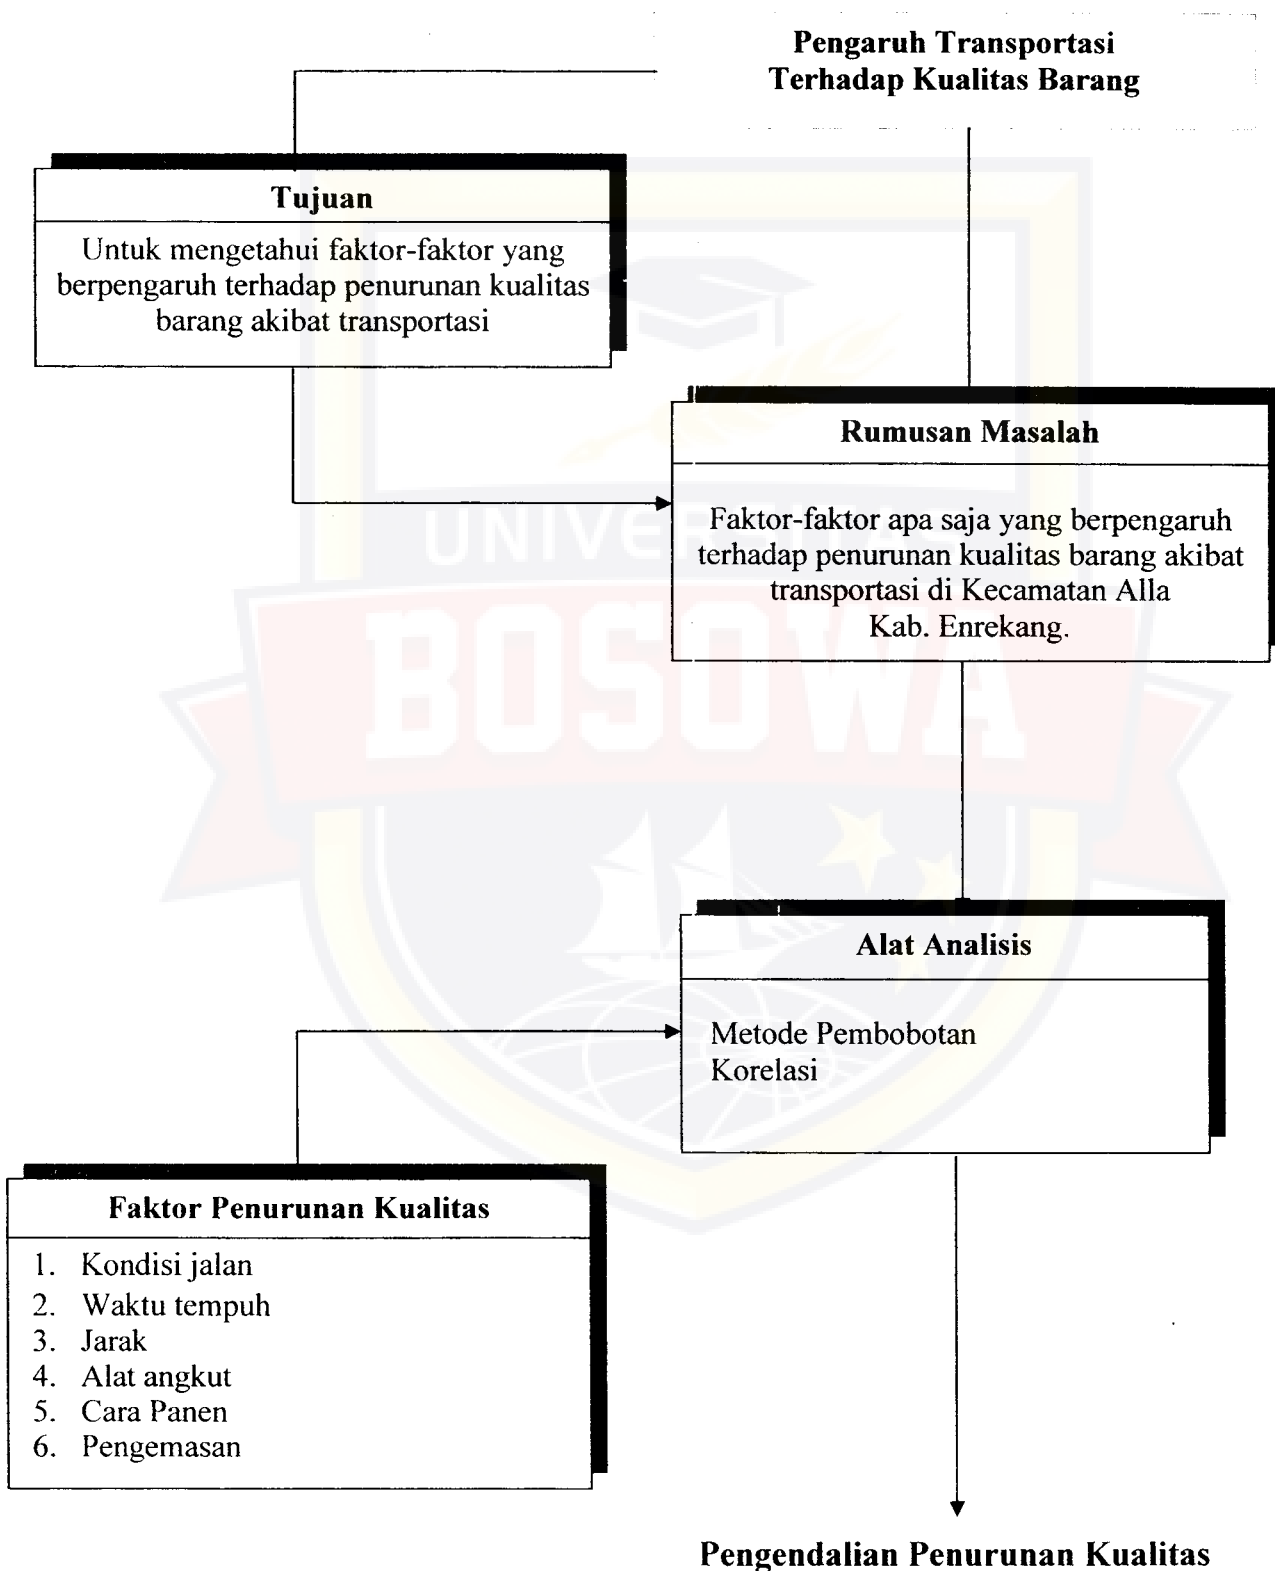 Pengaruh Transportasi
Terhadap Kualitas Barang
Tujuan
Untuk mengetahui faktor-faktor yang
berpengaruh terhadap penurunan kualitas
barang akibat transportasi
Rumusan Masalah
Faktor-faktor apa saja yang berpengaruh
terhadap penurunan kualitas barang akibat
transportasi di Kecamatan Alla
Kab. Enrekang.
UNIVERSITAS
BOSOWA
Alat Analisis
Metode Pembobotan
Korelasi
Faktor Penurunan Kualitas
1. Kondisi jalan
2. Waktu tempuh
3. Jarak
4. Alat angkut
5. Cara Panen
6. Pengemasan
Pengendalian Penurunan Kualitas